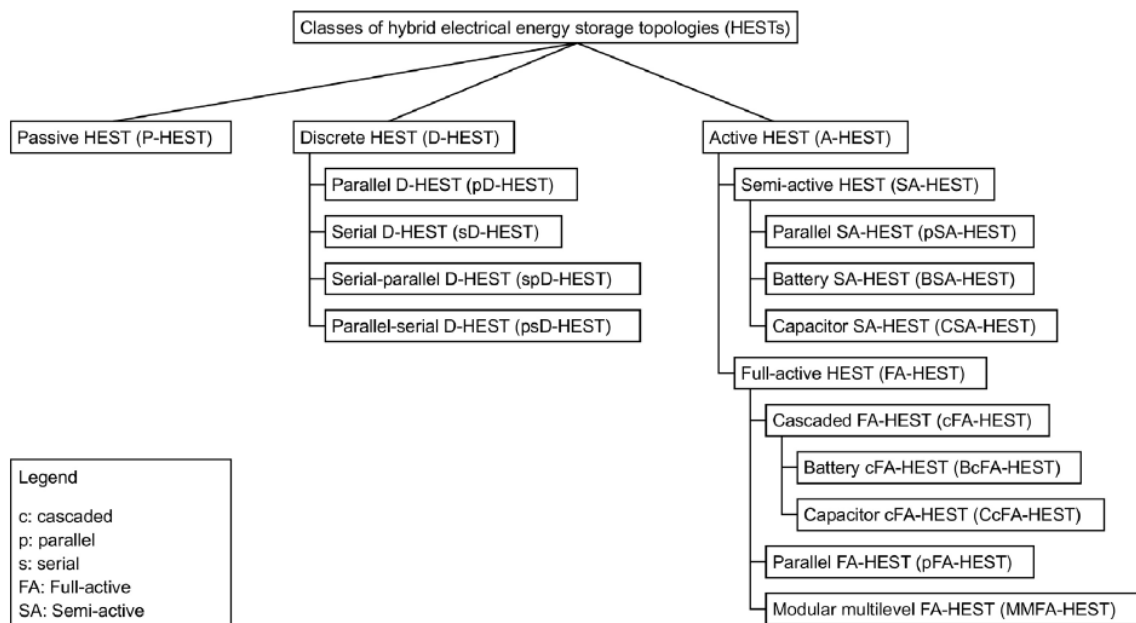 Classes of hybrid electrical energy storage topologies (HESTs)
Passive HEST (P-HEST)
Discrete HEST (D-HEST)
Parallel D-HEST (pD-HEST)
Serial D-HEST (sD-HEST)
Serial-parallel D-HEST (spD-HEST)
Parallel-serial D-HEST (psD-HEST)
Active HEST (A-HEST)
Semi-active HEST (SA-HEST)
Parallel SA-HEST (pSA-HEST)
Battery SA-HEST (BSA-HEST)
Capacitor SA-HEST (CSA-HEST)
Full-active HEST (FA-HEST)
Cascaded FA-HEST (cFA-HEST)
Battery cFA-HEST (BcFA-HEST)
Capacitor cFA-HEST (CcFA-HEST)
Parallel FA-HEST (pFA-HEST)
Modular multilevel FA-HEST (MMFA-HEST)
Legend
c: cascaded
p: parallel
s: serial
FA: Full-active
SA: Semi-active